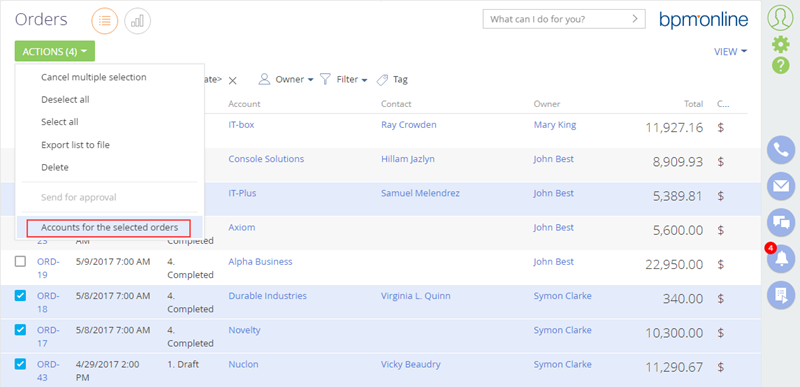 Orders
What can I do for you?
bpm'online
ACTIONS (4)
VIEW
Cancel multiple selection
Deselect all
Select all
Export list to file
Delete
Send for approval
Accounts for the selected orders
ate>
Owner
Filter
Tag
Account Contact Owner Total C...
IT-box Ray Crowden Mary King 11,927.16 $
Console Solutions Hillam Jazlyn John Best 8,909.93 $
IT-Plus Samuel Melendrez John Best 5,389.81 $
Axiom John Best 5,600.00 $
23 AM Completed
ORD- 5/9/2017 7:00 AM 4. Alpha Business John Best 22,950.00 $
19 Completed
ORD- 5/8/2017 7:00 AM 4. Durable Industries Virginia L. Quinn Symon Clarke 340.00 $
18 Completed
ORD- 5/8/2017 7:00 AM 4. Novelty Symon Clarke 10,300.00 $
17 Completed
ORD- 4/29/2017 2:00 1. Draft Nuclon Vicky Beaudry Symon Clarke 11,290.67 $
43 PM
?
4